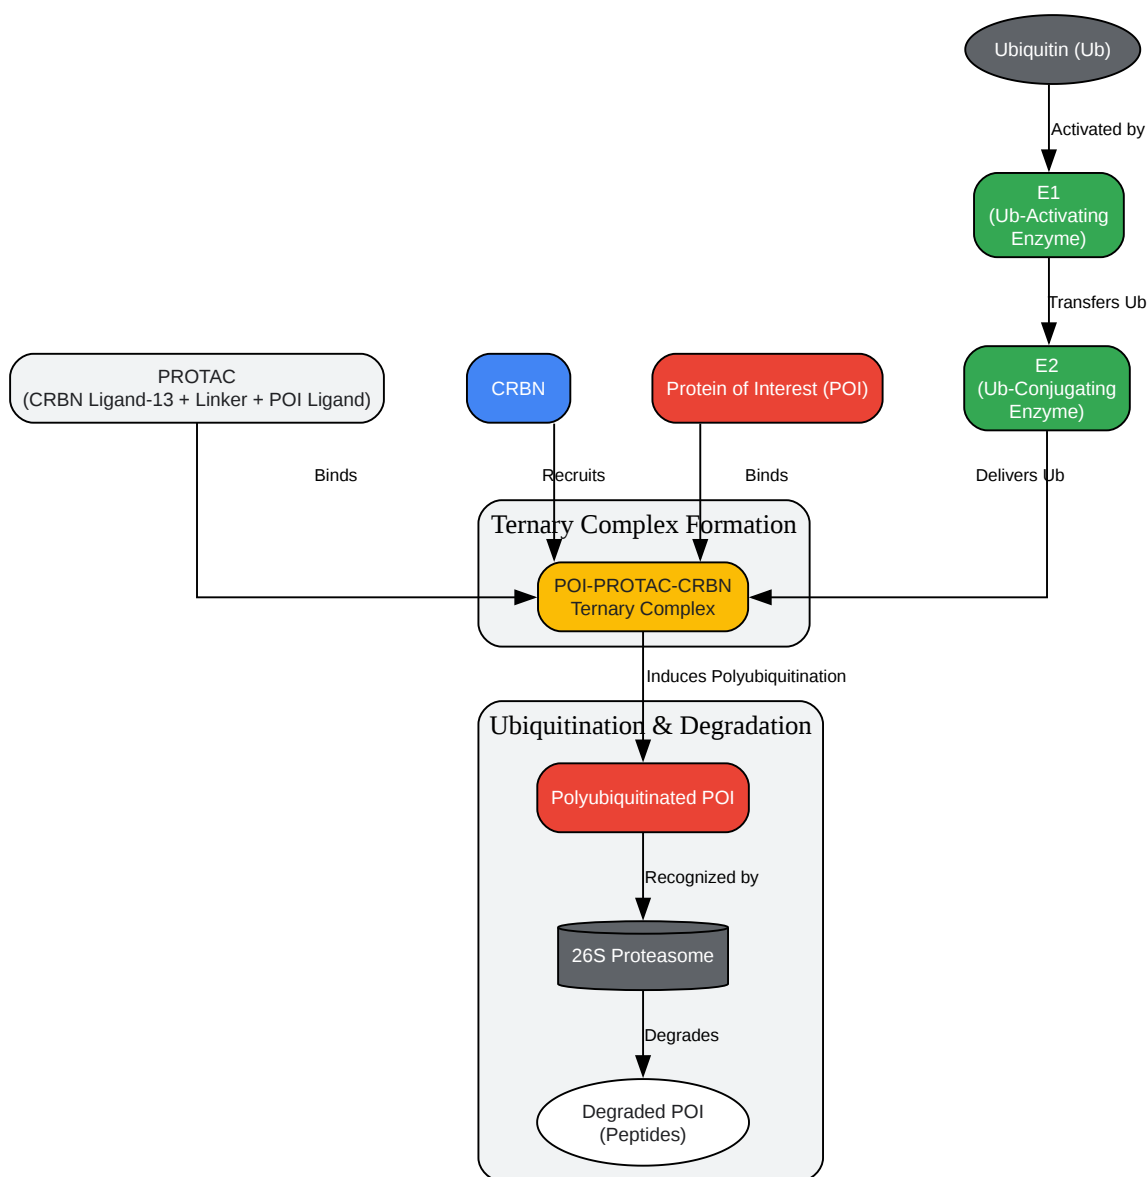 Ubiquitin (Ub)
Activated by
E1
(Ub-Activating
Enzyme)
Transfers Ub
PROTAC
(CRBN Ligand-13 + Linker + POI Ligand)
CRBN
Protein of Interest (POI)
E2
(Ub-Conjugating
Enzyme)
Binds
Recruits
Binds
Delivers Ub
Ternary Complex Formation
POI-PROTAC-CRBN
Ternary Complex
Induces Polyubiquitination
Ubiquitination & Degradation
Polyubiquitinated POI
Recognized by
26S Proteasome
Degrades
Degraded POI
(Peptides)